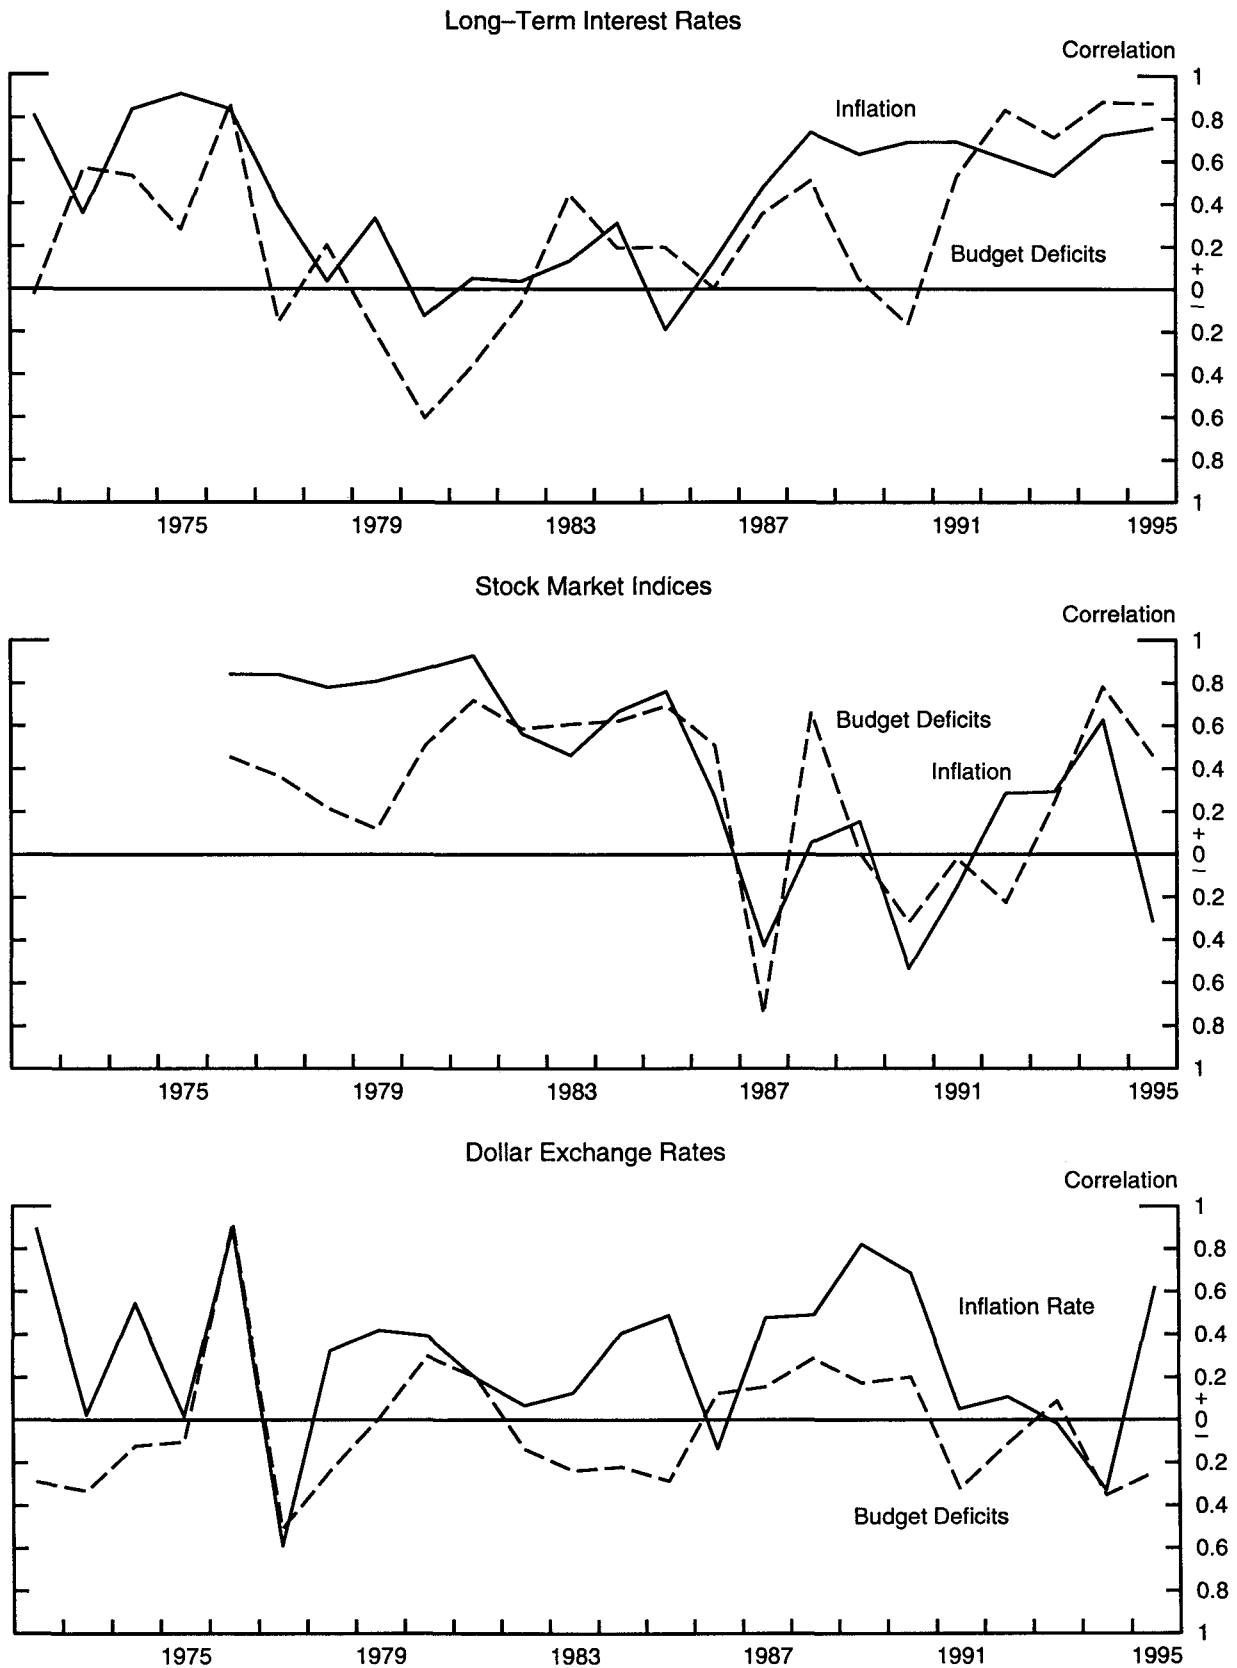 Long–Term Interest Rates
Correlation
1
Inflation
0.8
0.6
0.4
Budget Deficits
0.2
+
0
–
0.2
0.4
0.6
0.8
1
1975 1979 1983 1987 1991 1995
Stock Market Indices
Correlation
1
0.8
Budget Deficits
0.6
Inflation
0.4
0.2
+
0
–
0.2
0.4
0.6
0.8
1
1975 1979 1983 1987 1991 1995
Dollar Exchange Rates
Correlation
1
0.8
0.6
Inflation Rate
0.4
0.2
+
0
–
0.2
0.4
Budget Deficits
0.6
0.8
1
1975 1979 1983 1987 1991 1995